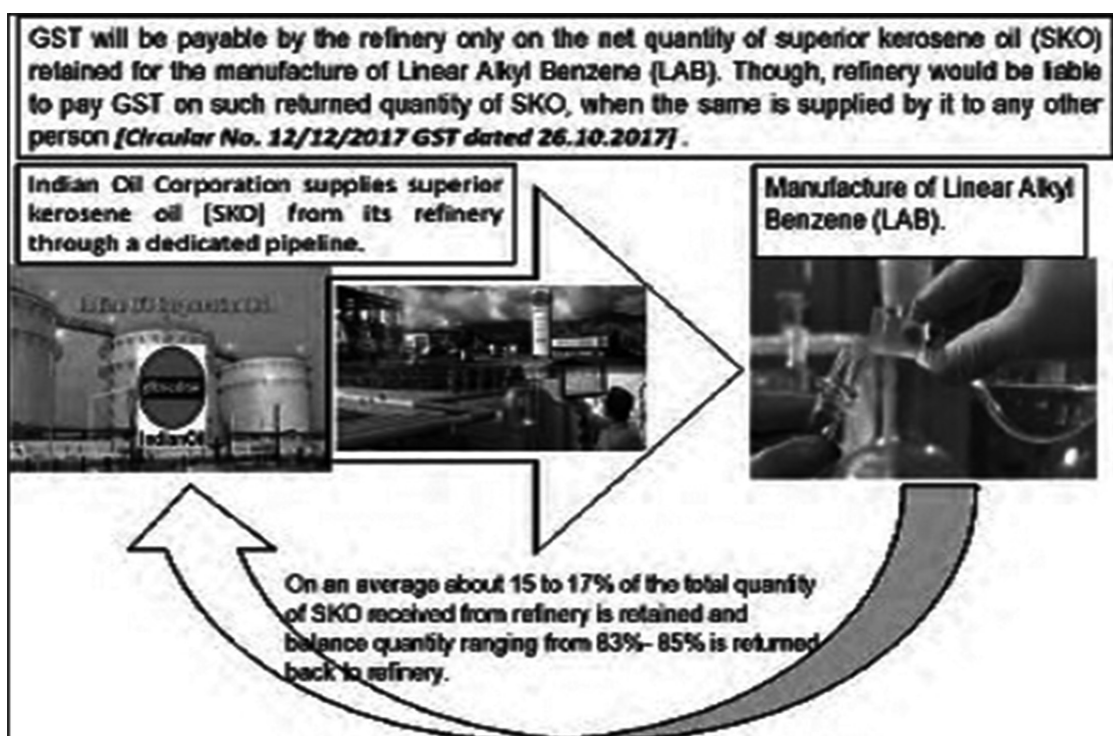 GST will be payable by the refinery only on the net quantity of superior kerosene oil (SKO)
retained for the manufacture of Linear Alkyl Benzene (LAB). Though, refinery would be liable
to pay GST on such returned quantity of SKO, when the same is supplied by it to any other
person [Circular No. 12/12/2017 GST dated 26.10.2017] .
Indian Oil Corporation supplies superior
kerosene oil [SKO] from its refinery
through a dedicated pipeline.
Manufacture of Linear Alkyl
Benzene (LAB).
IndianOil
On an average about 15 to 17% of the total quantity
of SKO received from refinery is retained and
balance quantity ranging from 83%- 85% is returned
back to refinery.